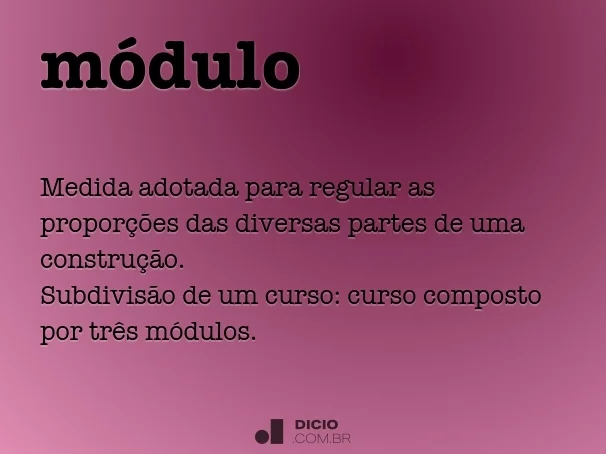 módulo
Medida adotada para regular as
proporções das diversas partes de uma
construção.
Subdivisão de um curso: curso composto
por três módulos.
DICIO
.COM.BR